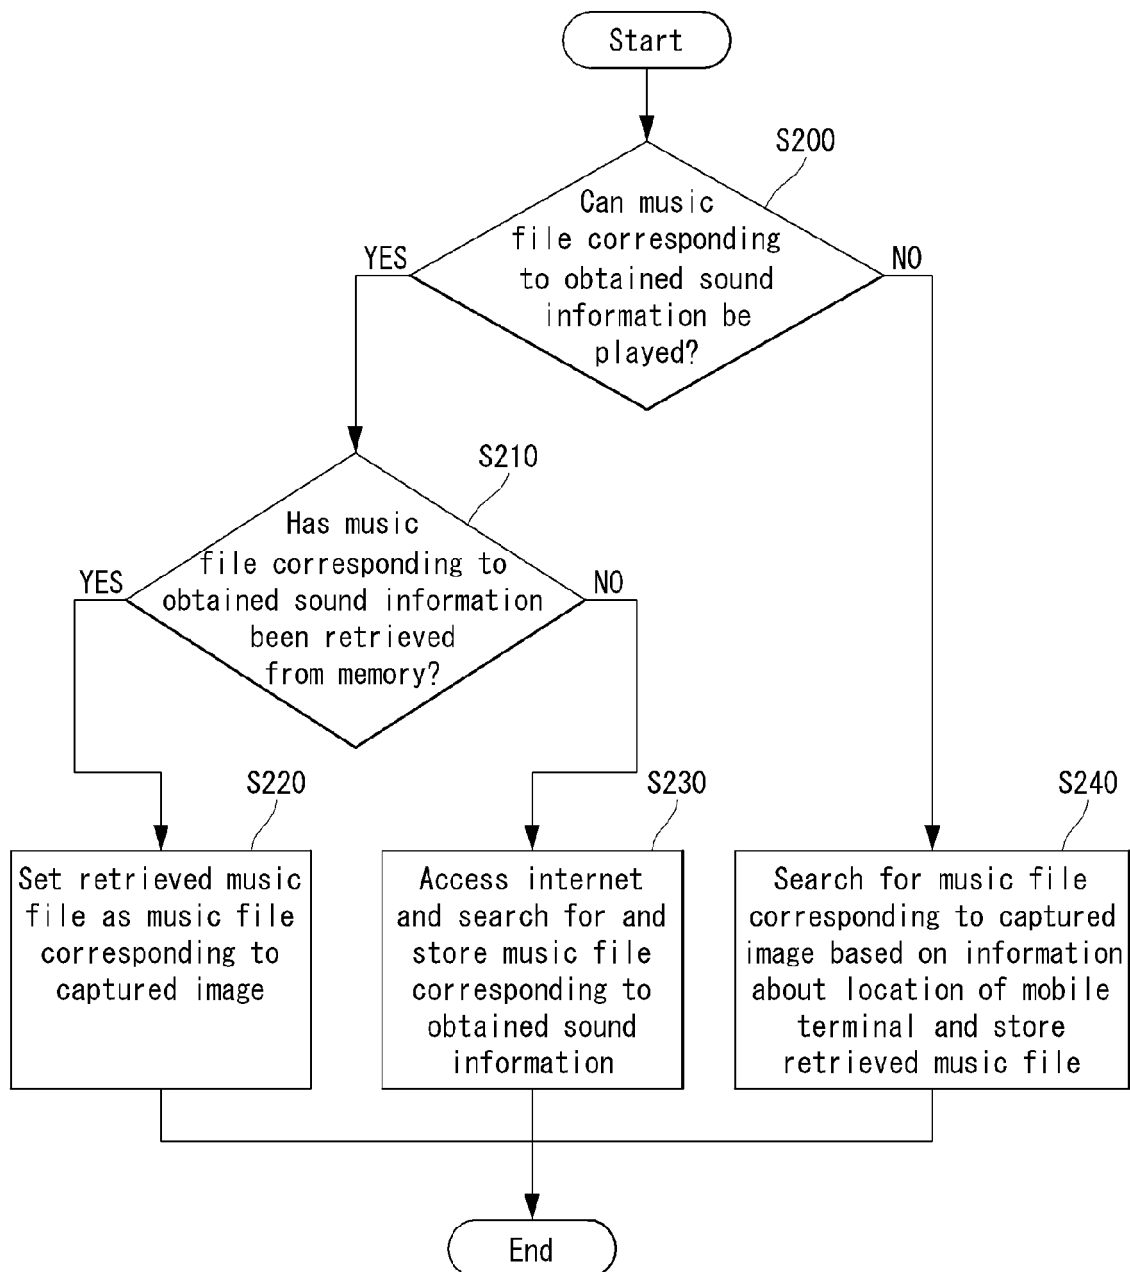 Start
S200
Can music
file corresponding
to obtained sound
information be
played?
YES
NO
S210
Has music
file corresponding to
obtained sound information
been retrieved
from memory?
YES
NO
S220
Set retrieved music
file as music file
corresponding to
captured image
S230
Access internet
and search for and
store music file
corresponding to
obtained sound
information
S240
Search for music file
corresponding to captured
image based on information
about location of mobile
terminal and store
retrieved music file
End